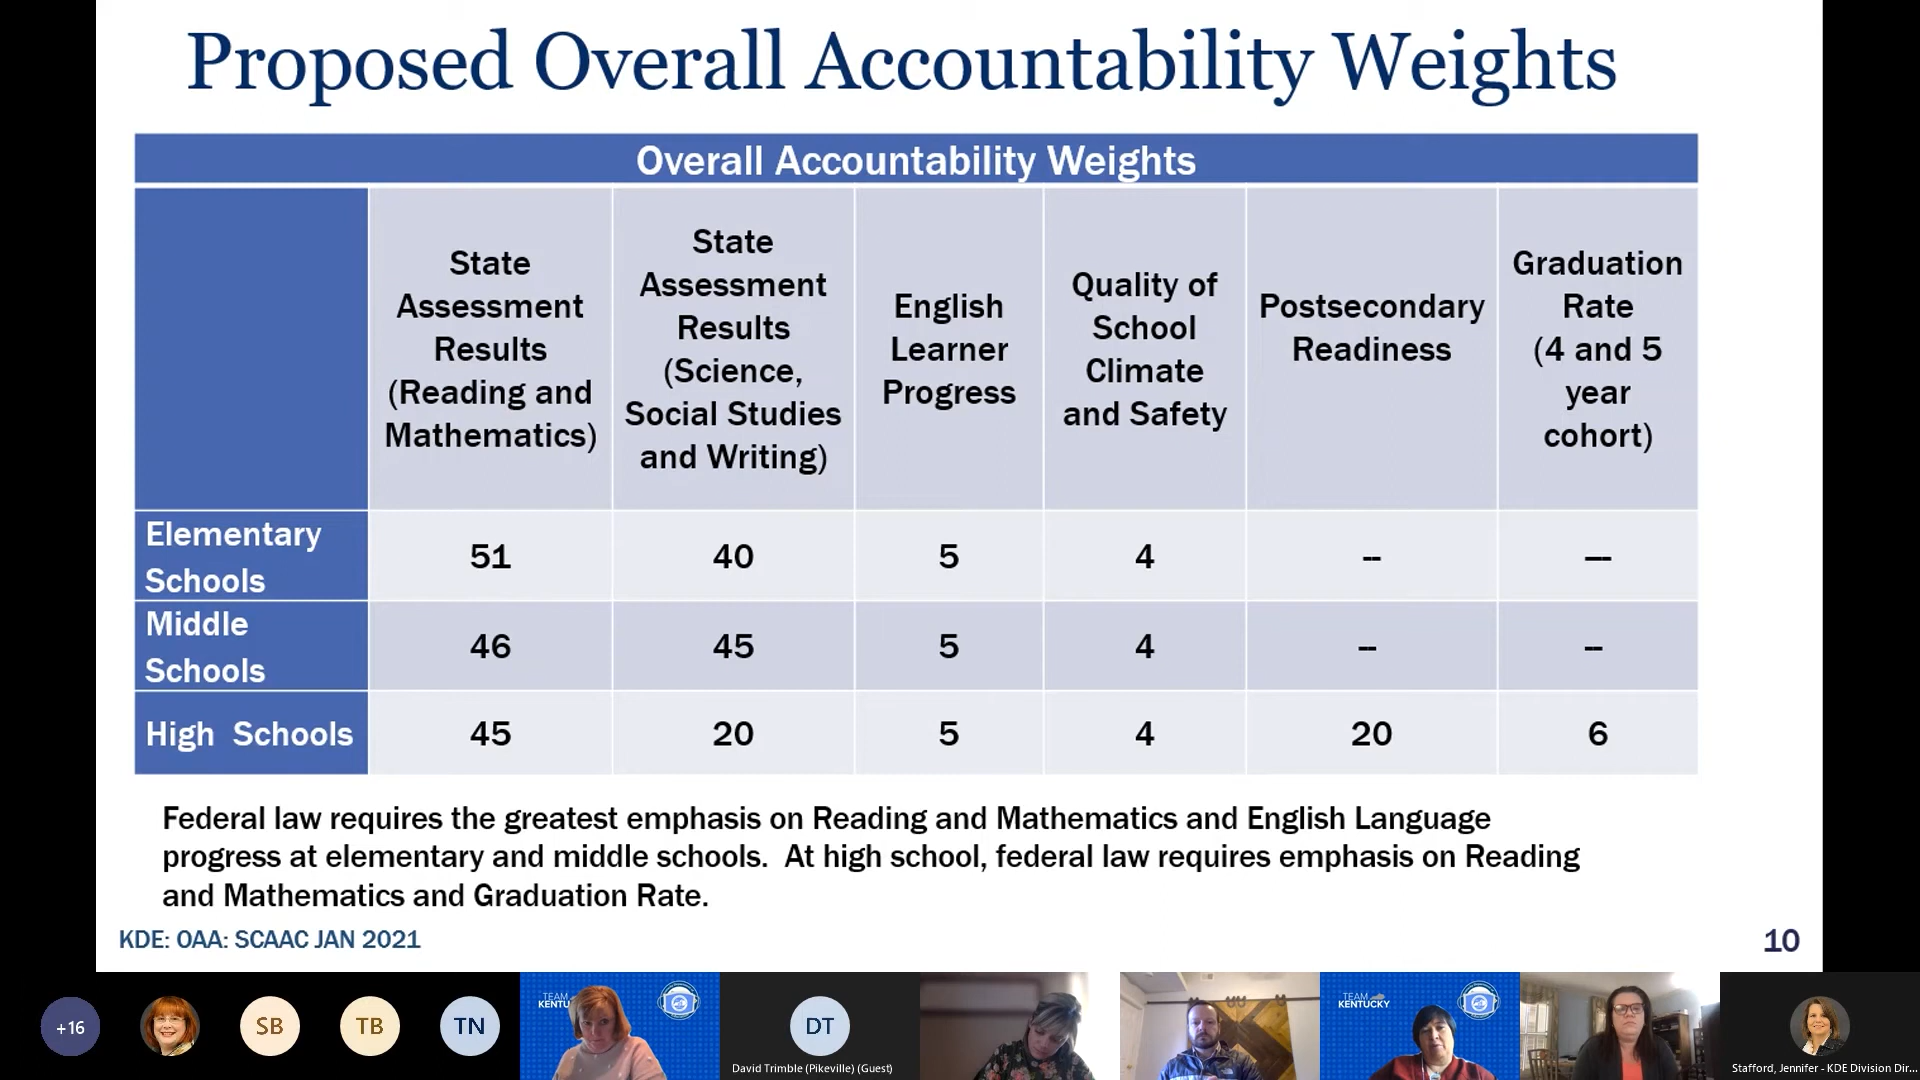 Proposed Overall Accountability Weights
Overall Accountability Weights
State
Assessment
Results
(Reading and
Mathematics)
State
Assessment
Results
(Science,
Social Studies
and Writing)
English
Learner
Progress
Quality of
School
Climate
and Safety
Postsecondary
Readiness
Graduation
Rate
(4 and 5
year
cohort)
Elementary
Schools
51
40
5
4
--
---
Middle
Schools
46
45
5
4
--
--
High Schools
45
20
5
4
20
6
Federal law requires the greatest emphasis on Reading and Mathematics and English Language
progress at elementary and middle schools. At high school, federal law requires emphasis on Reading
and Mathematics and Graduation Rate.
KDE: OAA: SCAAC JAN 2021
10
+16
SB
TB
TN
TEAM
KENTU
DT
David Trimble (Pikeville) (Guest)
TEAM
KENTUCKY
Stafford, Jennifer - KDE Division Dir...